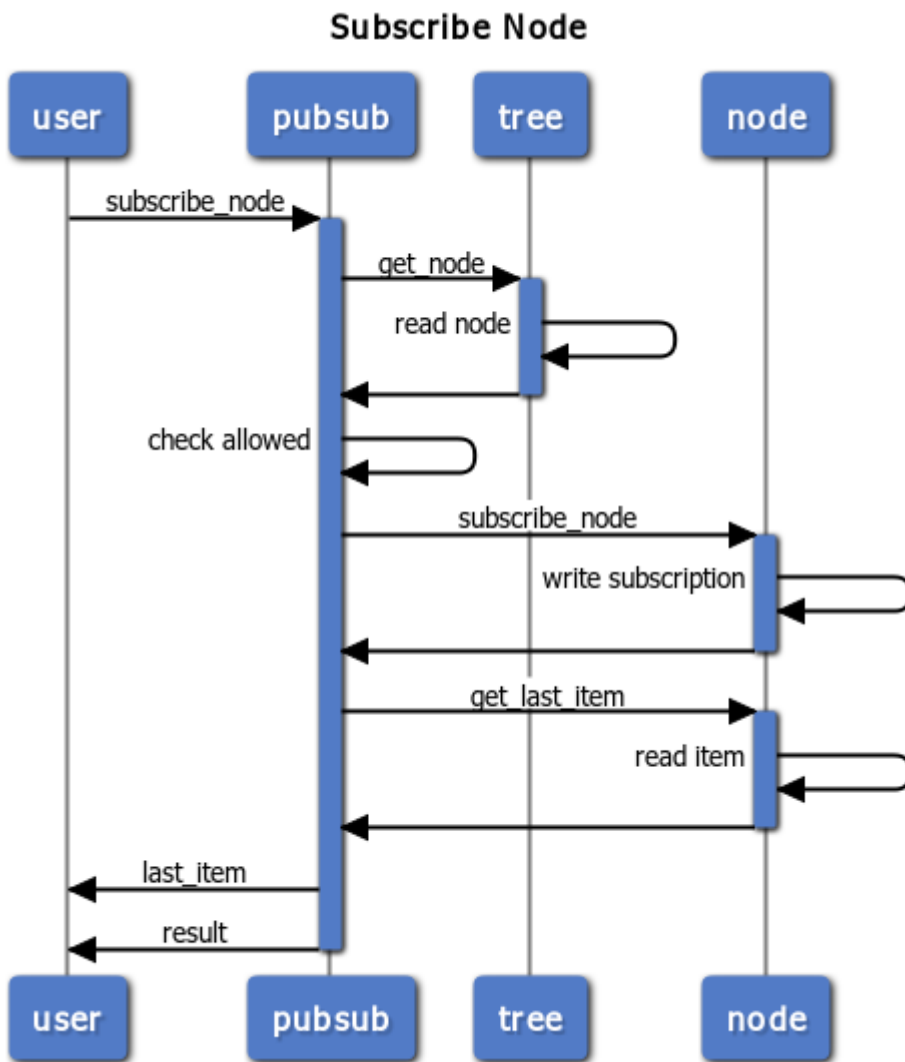 Subscribe Node
user
pubsub
tree
node
subscribe_node
get_node
read node
check allowed
subscribe_node
write subscription
get_last_item
read item
last_item
result
user
pubsub
tree
node